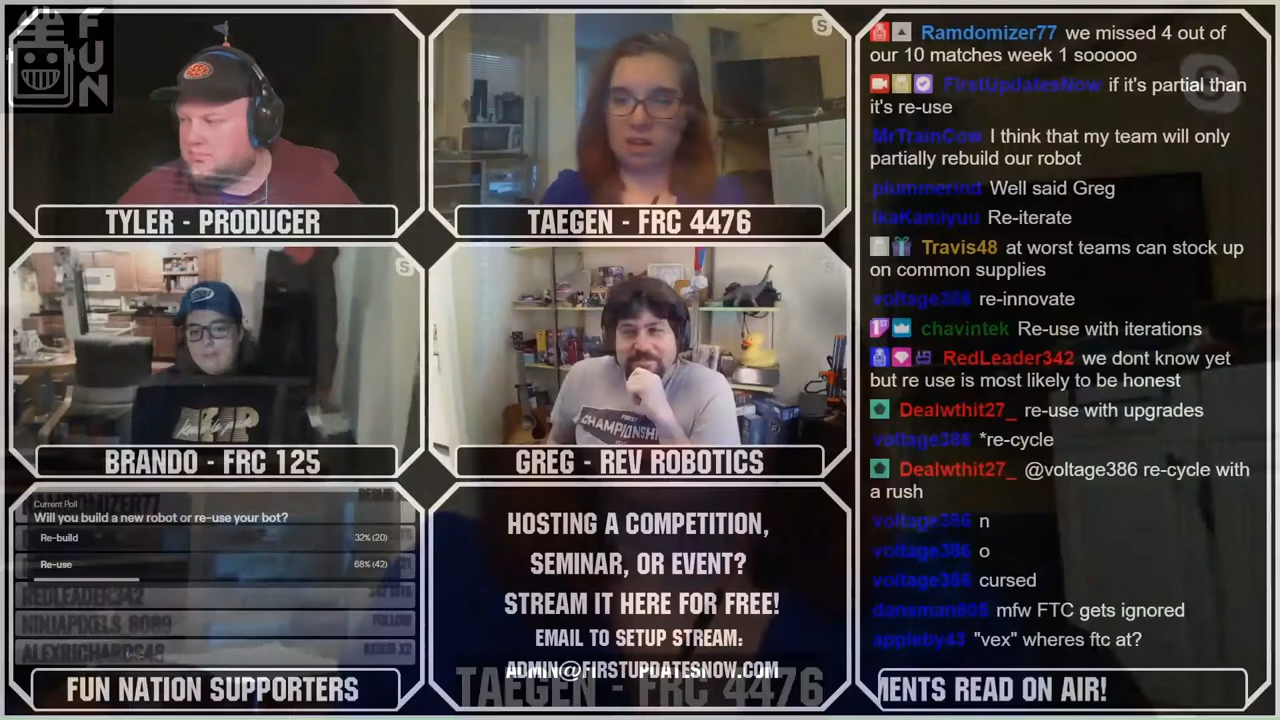 FUN
TYLER - PRODUCER
TAEGEN - FRC 4476
BRANDO - FRC 125
GREG - REV ROBOTICS
FIRST
CHAMPIONSHI
Current Poll
Will you build a new robot or re-use your bot?
Re-build 32% (20)
Re-use 68% (42)
REDLEADER342
NINJAPIXELS_8089 FOLLOW
ALEXRICHARDS48
FUN NATION SUPPORTERS
HOSTING A COMPETITION,
SEMINAR, OR EVENT?
STREAM IT HERE FOR FREE!
EMAIL TO SETUP STREAM:
ADMIN@FIRSTUPDATESNOW.COM
TAEGEN - FRC 4476
Ramdomizer77 we missed 4 out of
our 10 matches week 1 sooooo
FirstUpdatesNow if it's partial than
it's re-use
MrTrainCow I think that my team will only
partially rebuild our robot
plummerind Well said Greg
IkaKamiyuu Re-iterate
Travis48 at worst teams can stock up
on common supplies
voltage386 re-innovate
chavintek Re-use with iterations
RedLeader342 we dont know yet
but re use is most likely to be honest
Dealwthit27_ re-use with upgrades
voltage386 *re-cycle
Dealwthit27_ @voltage386 re-cycle with
a rush
voltage386 n
voltage386 o
voltage386 cursed
dansman805 mfw FTC gets ignored
appleby43 "vex" wheres ftc at?
MENTS READ ON AIR!